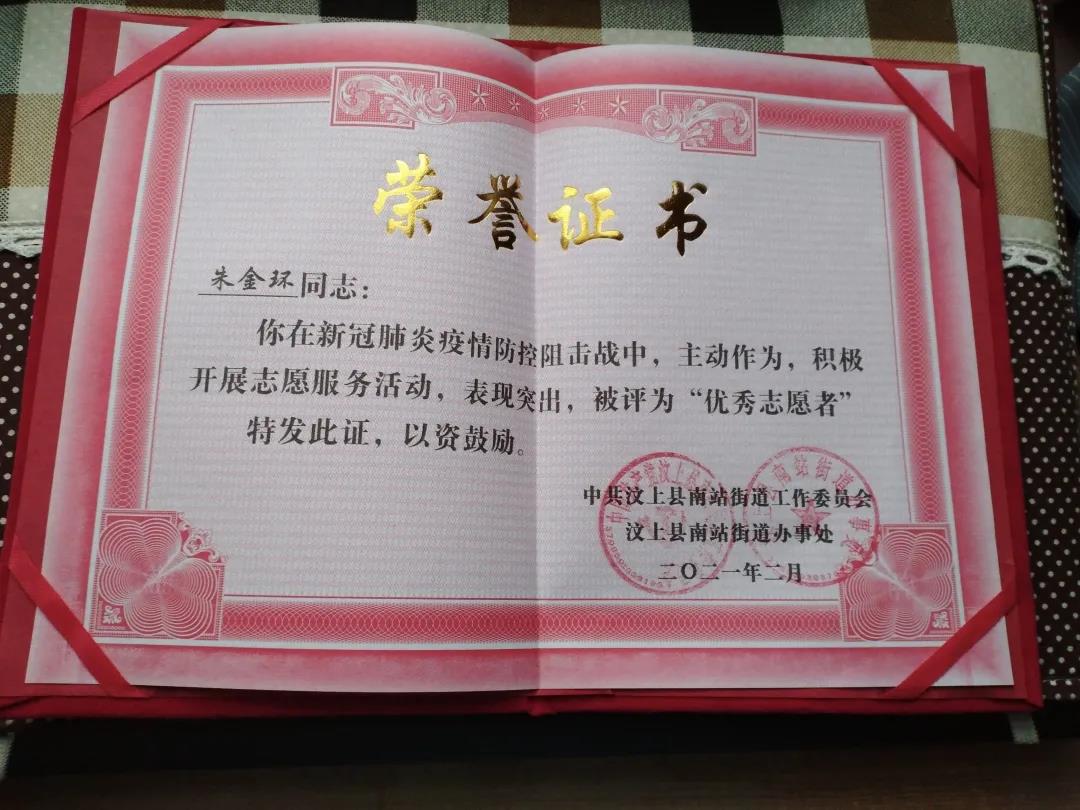 荣誉证书
朱金环同志：
你在新冠肺炎疫情防控阻击战中，主动作为，积极
开展志愿服务活动，表现突出，被评为“优秀志愿者”
特发此证，以资鼓励。
中共汶上县南站街道工作委员会
汶上县南站街道办事处
二〇二一年二月